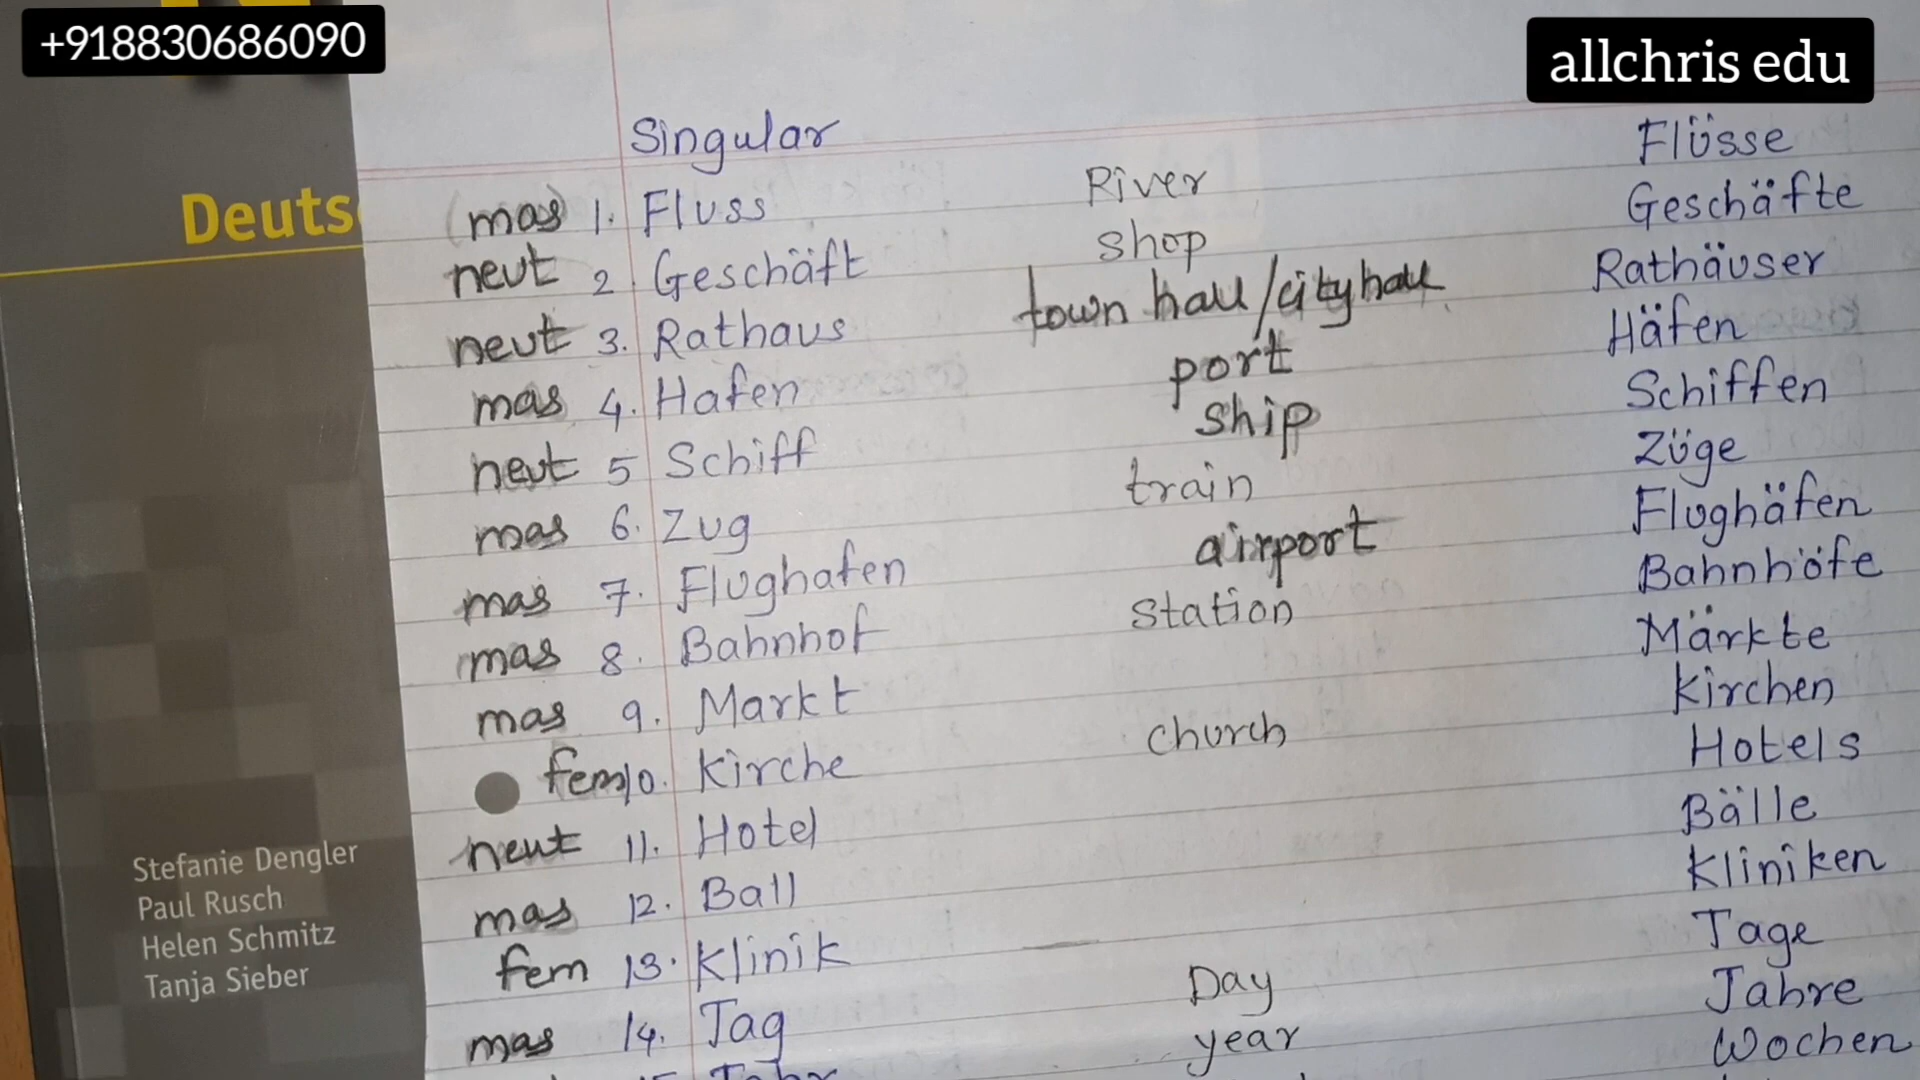 +918830686090
allchris edu
Deuts
Stefanie Dengler
Paul Rusch
Helen Schmitz
Tanja Sieber
Singular
(mas) 1. Fluss River Flüsse
neut 2. Geschäft shop Geschäfte
neut 3. Rathaus town hall/city hall Rathäuser
mas 4. Hafen port Häfen
neut 5 Schiff ship Schiffen
mas 6. Zug train Züge
mas 7. Flughafen airport Flughäfen
mas 8. Bahnhof station Bahnhöfe
mas 9. Markt Märkte
fem 10. Kirche church Kirchen
neut 11. Hotel Hotels
mas 12. Ball Bälle
fem 13. Klinik Kliniken
mas 14. Tag Day Tage
15 Jahr year Jahre
Wochen